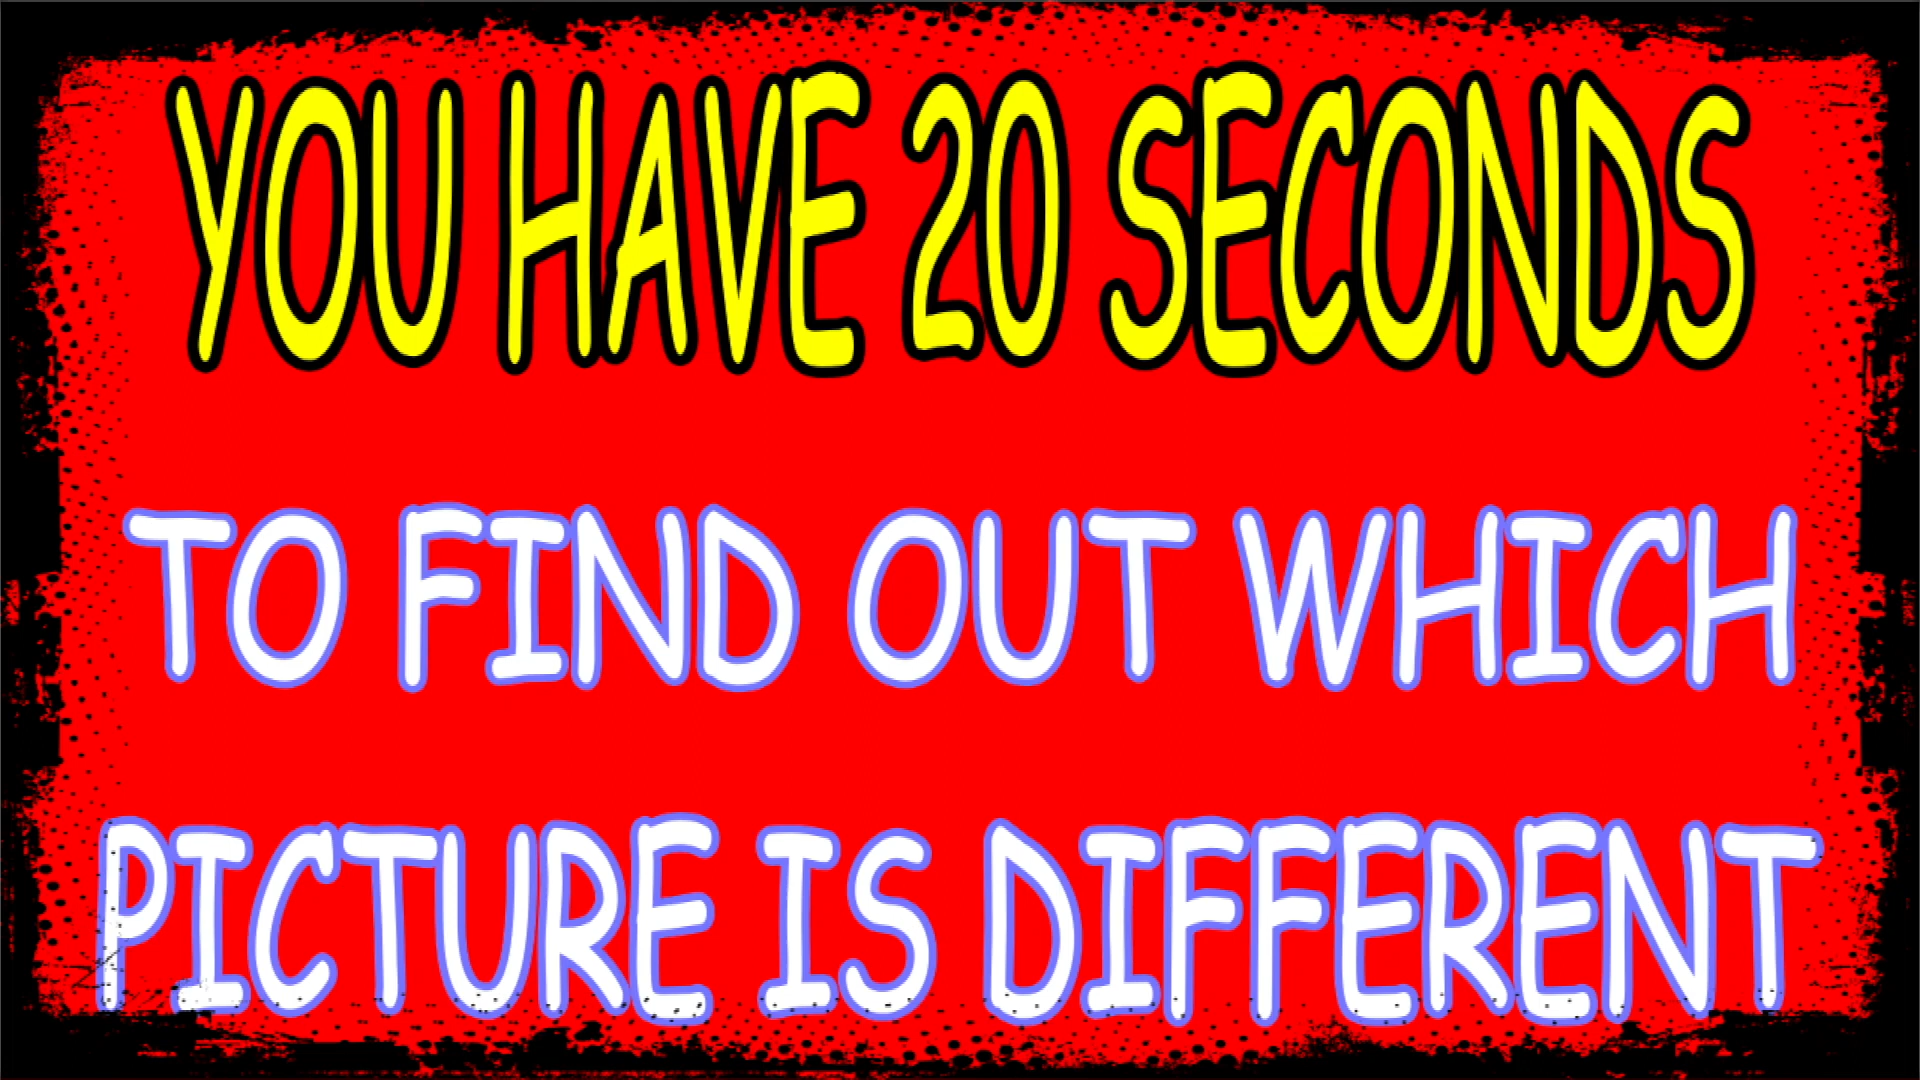 YOU HAVE 20 SECONDS
TO FIND OUT WHICH
PICTURE IS DIFFERENT